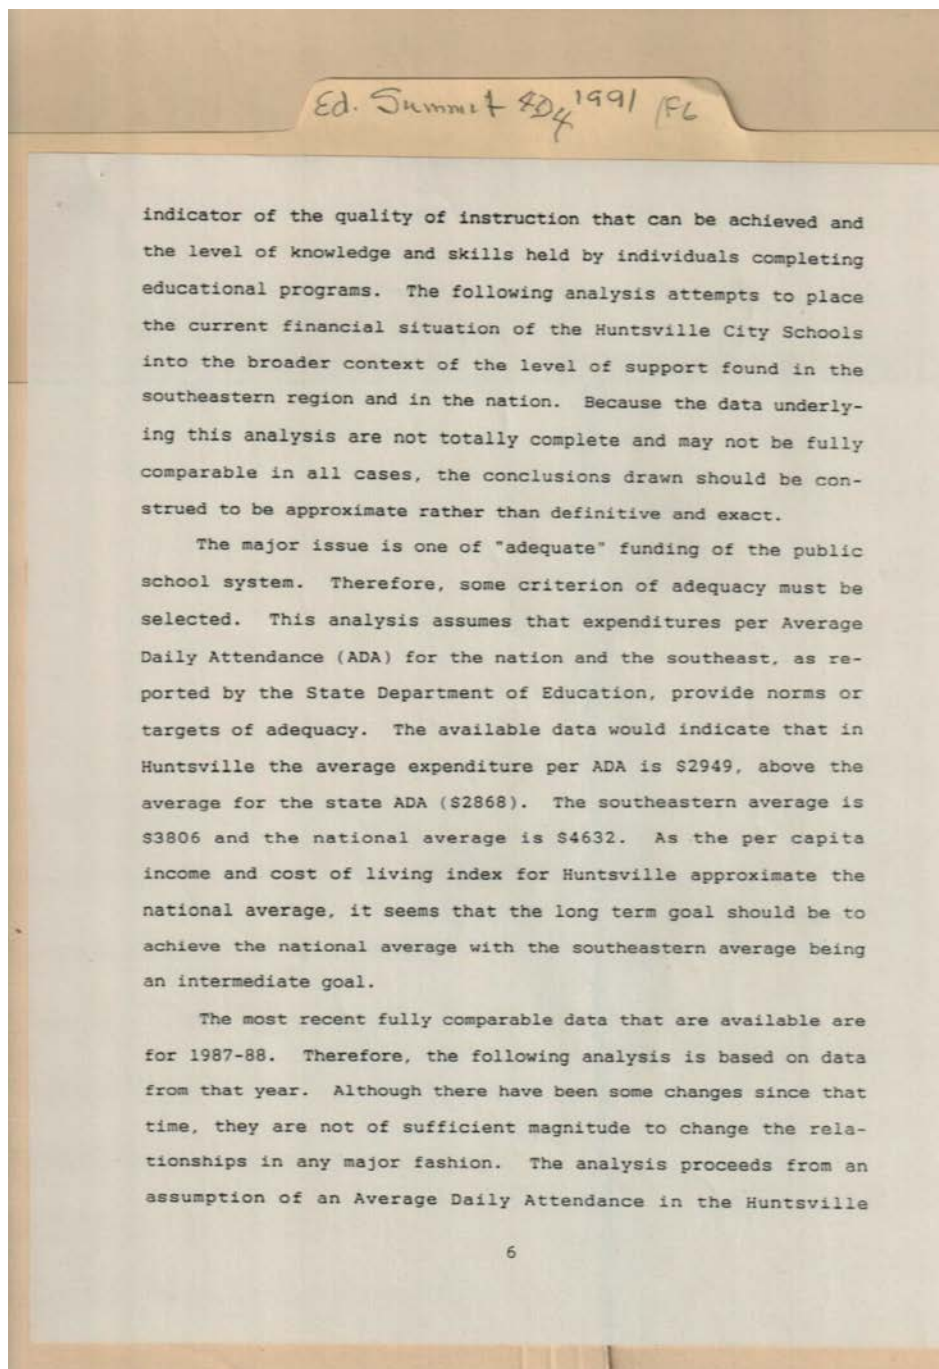 Ed. Summit 4D4 1991 F6
indicator of the quality of instruction that can be achieved and
the level of knowledge and skills held by individuals completing
educational programs. The following analysis attempts to place
the current financial situation of the Huntsville City Schools
into the broader context of the level of support found in the
southeastern region and in the nation. Because the data underly-
ing this analysis are not totally complete and may not be fully
comparable in all cases, the conclusions drawn should be con-
strued to be approximate rather than definitive and exact.
The major issue is one of "adequate" funding of the public
school system. Therefore, some criterion of adequacy must be
selected. This analysis assumes that expenditures per Average
Daily Attendance (ADA) for the nation and the southeast, as re-
ported by the State Department of Education, provide norms or
targets of adequacy. The available data would indicate that in
Huntsville the average expenditure per ADA is $2949, above the
average for the state ADA ($2868). The southeastern average is
$3806 and the national average is $4632. As the per capita
income and cost of living index for Huntsville approximate the
national average, it seems that the long term goal should be to
achieve the national average with the southeastern average being
an intermediate goal.
The most recent fully comparable data that are available are
for 1987-88. Therefore, the following analysis is based on data
from that year. Although there have been some changes since that
time, they are not of sufficient magnitude to change the rela-
tionships in any major fashion. The analysis proceeds from an
assumption of an Average Daily Attendance in the Huntsville
6